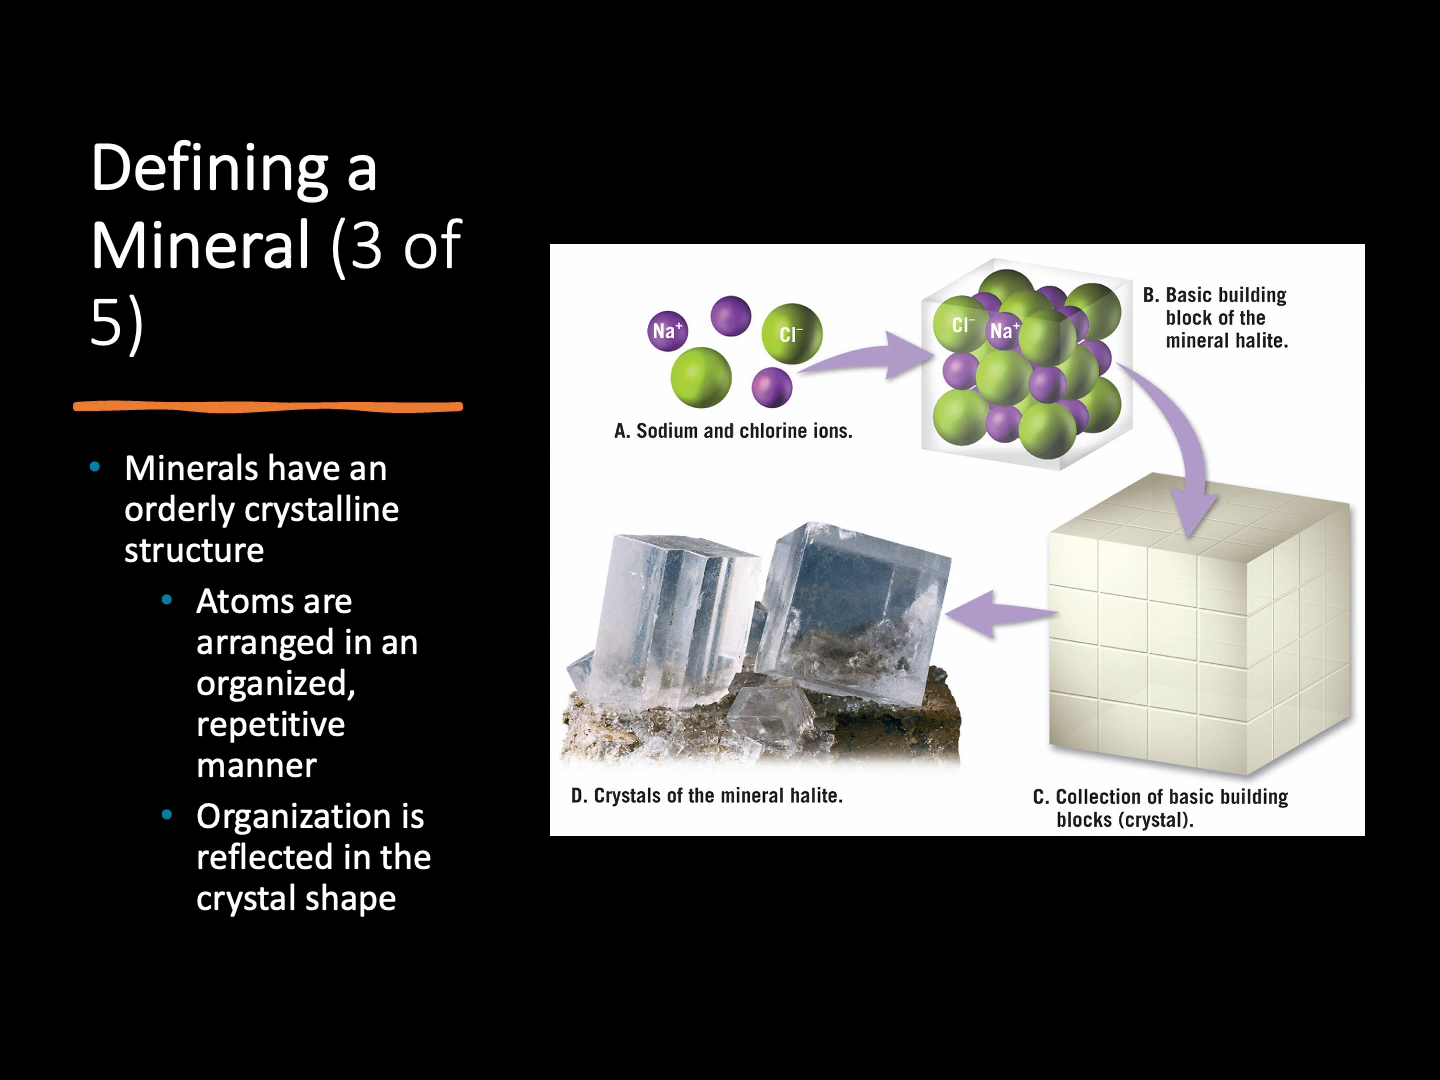 Defining a
Mineral (3 of
5)
• Minerals have an
orderly crystalline
structure
• Atoms are
arranged in an
organized,
repetitive
manner
• Organization is
reflected in the
crystal shape
Na⁺
Cl⁻
A. Sodium and chlorine ions.
Cl⁻ Na⁺
B. Basic building
block of the
mineral halite.
D. Crystals of the mineral halite.
C. Collection of basic building
blocks (crystal).